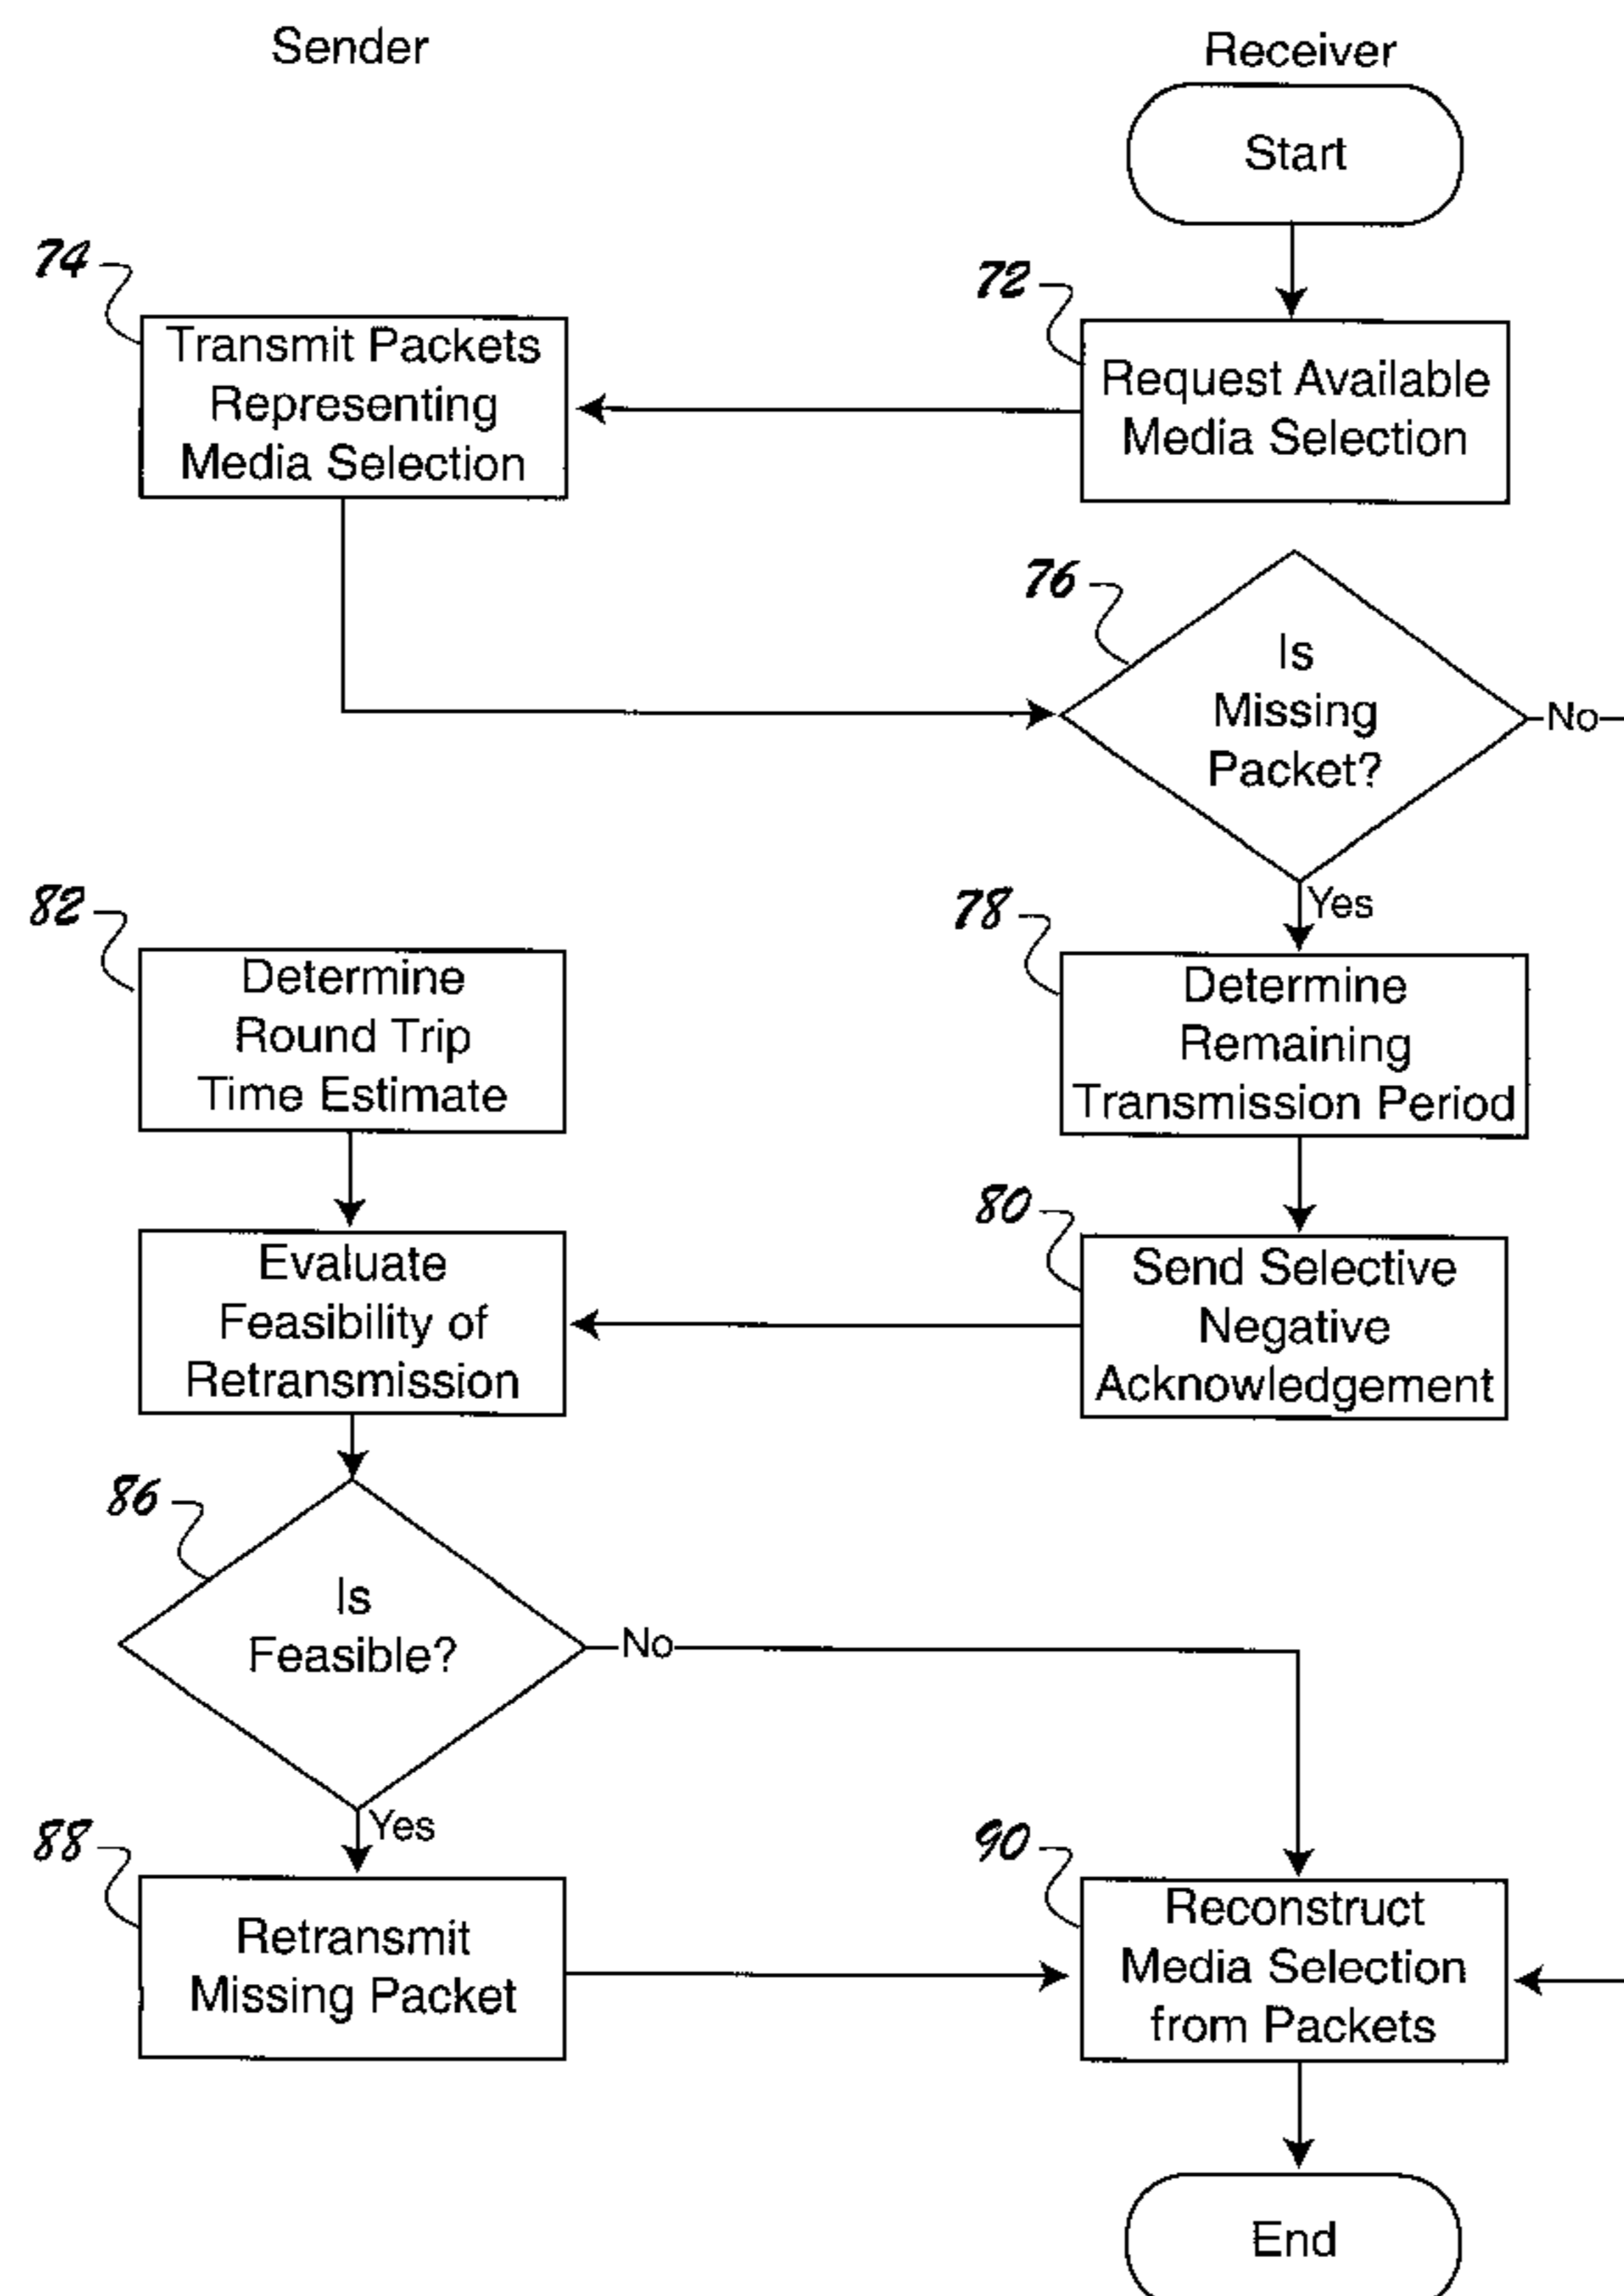 Sender
Receiver
Start
74
72
Transmit Packets
Representing
Media Selection
Request Available
Media Selection
76
Is
Missing
Packet?
No
Yes
82
78
Determine
Round Trip
Time Estimate
Determine
Remaining
Transmission Period
80
Evaluate
Feasibility of
Retransmission
Send Selective
Negative
Acknowledgement
86
Is
Feasible?
No
Yes
88
90
Retransmit
Missing Packet
Reconstruct
Media Selection
from Packets
End